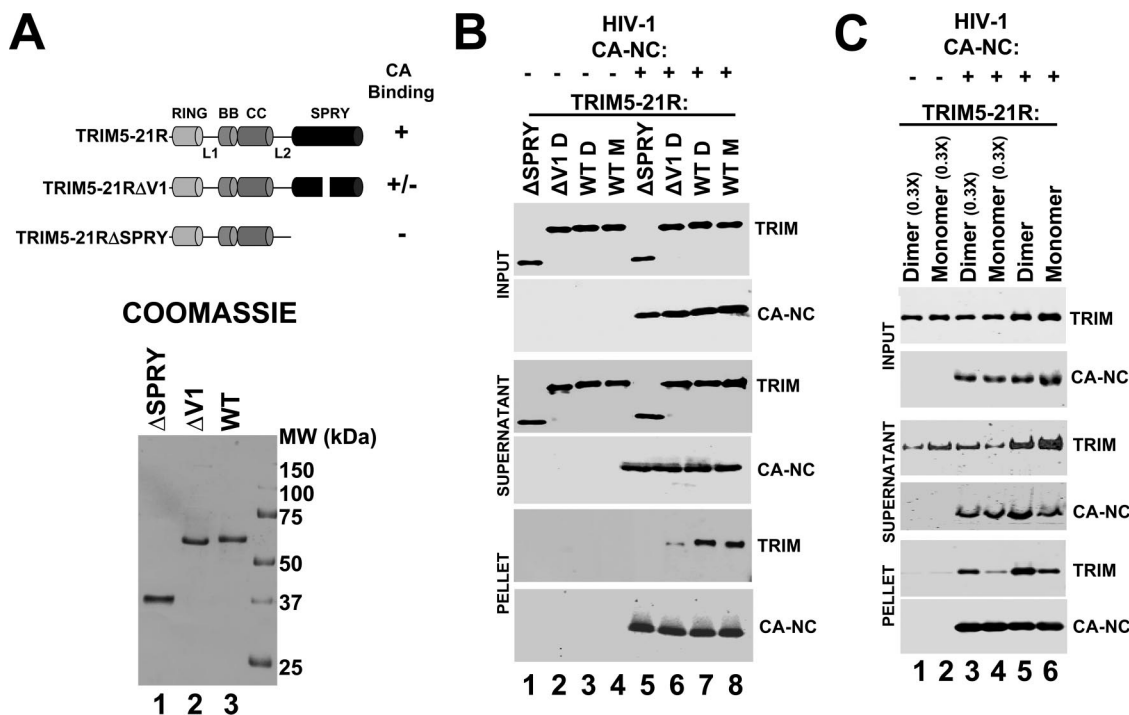 A
CA
Binding
RING BB CC SPRY
TRIM5-21R +
L1 L2
TRIM5-21RΔV1 +/-
TRIM5-21RΔSPRY -
COOMASSIE
ΔSPRY ΔV1 WT
MW (kDa)
150
100
75
50
37
25
1 2 3
B
HIV-1
CA-NC:
- - - - + + + +
TRIM5-21R:
ΔSPRY ΔV1 D WT D WT M ΔSPRY ΔV1 D WT D WT M
INPUT
TRIM
CA-NC
SUPERNATANT
TRIM
CA-NC
PELLET
TRIM
CA-NC
1 2 3 4 5 6 7 8
C
HIV-1
CA-NC:
- - + + + +
TRIM5-21R:
Dimer (0.3X) Monomer (0.3X) Dimer (0.3X) Monomer (0.3X) Dimer Monomer
INPUT
TRIM
CA-NC
SUPERNATANT
TRIM
CA-NC
PELLET
TRIM
CA-NC
1 2 3 4 5 6